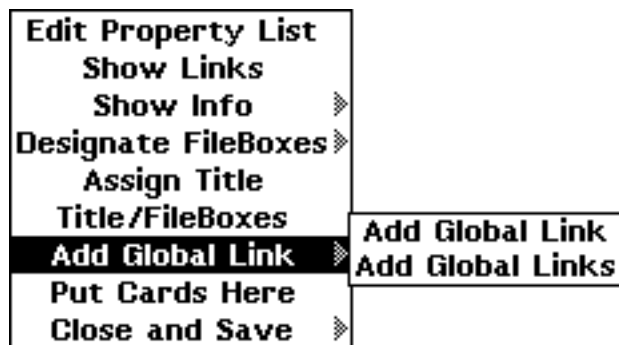 Edit Property List
Show Links
Show Info
Designate FileBoxes
Assign Title
Title/FileBoxes
Add Global Link
Put Cards Here
Close and Save
Add Global Link
Add Global Links